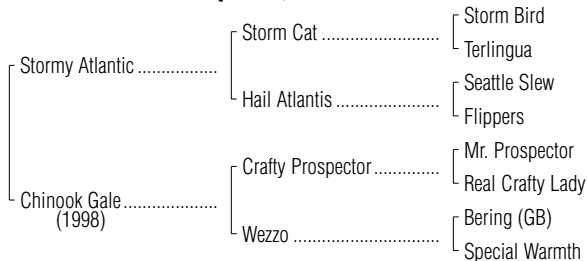 Storm Bird
Storm Cat ........................
Terlingua
Stormy Atlantic .................
Seattle Slew
Hail Atlantis .....................
Flippers
Mr. Prospector
Crafty Prospector .............
Real Crafty Lady
Chinook Gale ....................
(1998)
Bering (GB)
Wezzo .............................
Special Warmth